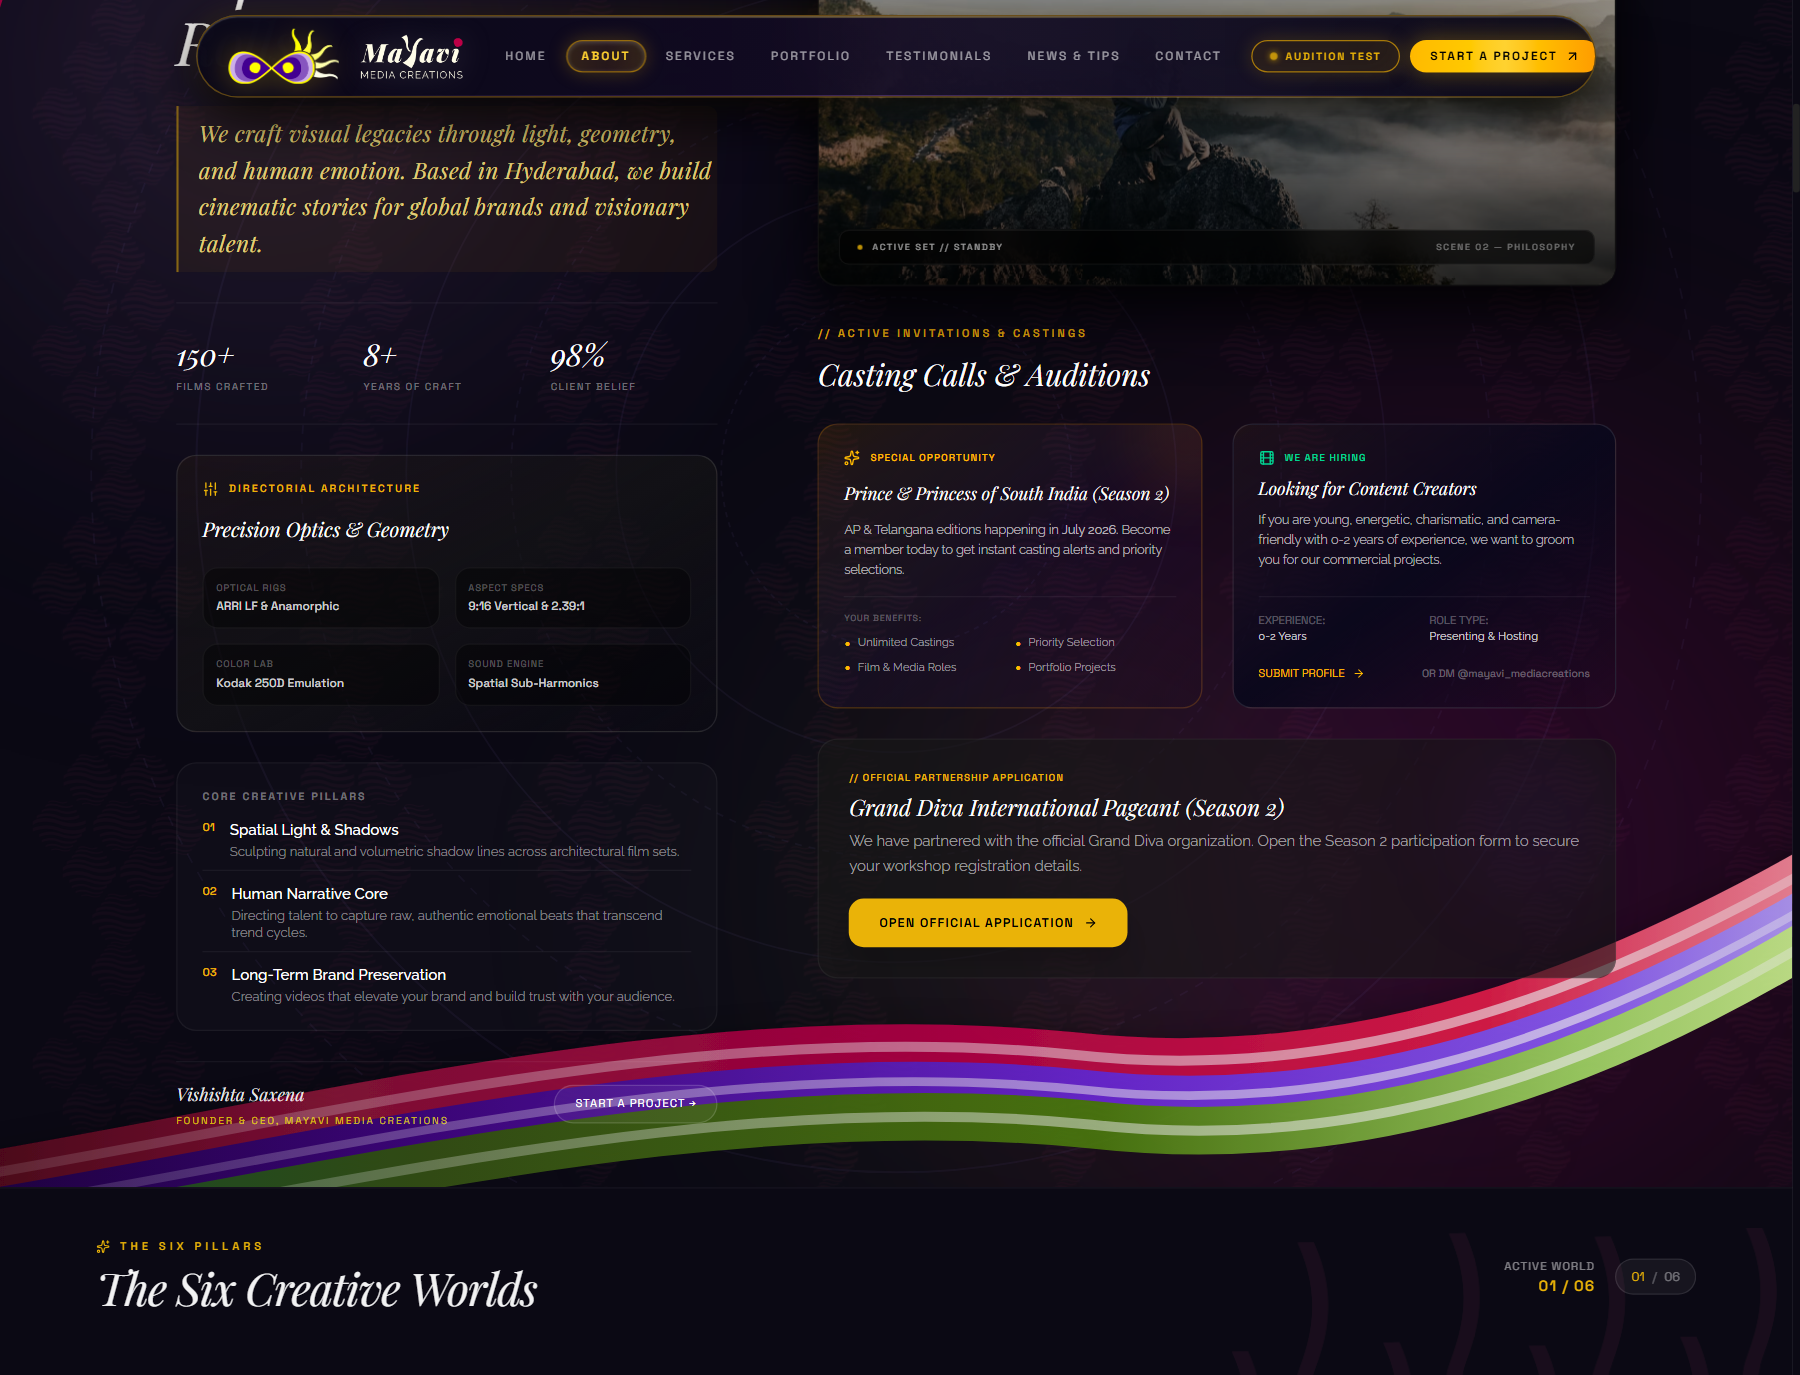 MaYavi
MEDIA CREATIONS
HOME
ABOUT
SERVICES
PORTFOLIO
TESTIMONIALS
NEWS & TIPS
CONTACT
AUDITION TEST
START A PROJECT
We craft visual legacies through light, geometry,
and human emotion. Based in Hyderabad, we build
cinematic stories for global brands and visionary
talent.
150+
FILMS CRAFTED
8+
YEARS OF CRAFT
98%
CLIENT BELIEF
DIRECTORIAL ARCHITECTURE
Precision Optics & Geometry
OPTICAL RIGS
ARRI LF & Anamorphic
ASPECT SPECS
9:16 Vertical & 2.39:1
COLOR LAB
Kodak 250D Emulation
SOUND ENGINE
Spatial Sub-Harmonics
CORE CREATIVE PILLARS
01 Spatial Light & Shadows
Sculpting natural and volumetric shadow lines across architectural film sets.
02 Human Narrative Core
Directing talent to capture raw, authentic emotional beats that transcend
trend cycles.
03 Long-Term Brand Preservation
Creating videos that elevate your brand and build trust with your audience.
Vishishta Saxena
FOUNDER & CEO, MAYAVI MEDIA CREATIONS
START A PROJECT →
ACTIVE SET // STANDBY
SCENE 02 — PHILOSOPHY
// ACTIVE INVITATIONS & CASTINGS
Casting Calls & Auditions
SPECIAL OPPORTUNITY
Prince & Princess of South India (Season 2)
AP & Telangana editions happening in July 2026. Become
a member today to get instant casting alerts and priority
selections.
YOUR BENEFITS:
• Unlimited Castings
• Priority Selection
• Film & Media Roles
• Portfolio Projects
WE ARE HIRING
Looking for Content Creators
If you are young, energetic, charismatic, and camera-
friendly with 0-2 years of experience, we want to groom
you for our commercial projects.
EXPERIENCE:
0-2 Years
ROLE TYPE:
Presenting & Hosting
SUBMIT PROFILE →
OR DM @mayavi_mediacreations
// OFFICIAL PARTNERSHIP APPLICATION
Grand Diva International Pageant (Season 2)
We have partnered with the official Grand Diva organization. Open the Season 2 participation form to secure
your workshop registration details.
OPEN OFFICIAL APPLICATION →
THE SIX PILLARS
The Six Creative Worlds
ACTIVE WORLD
01 / 06
01 / 06